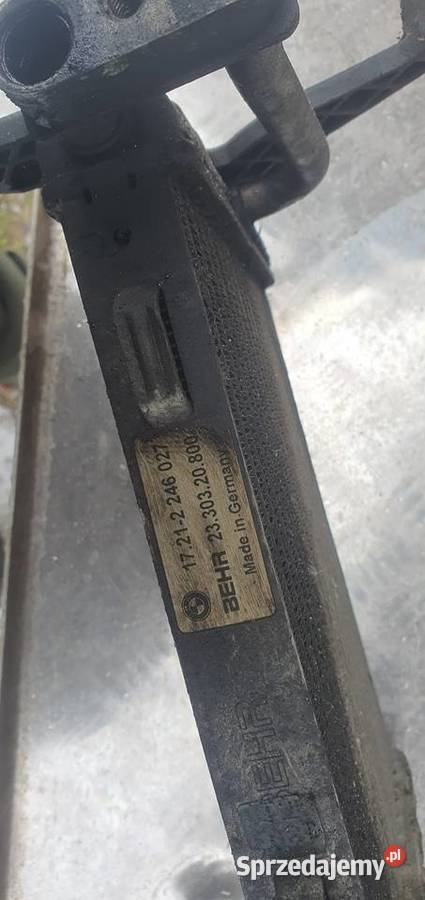 17.21-2 246 027
BEHR 23.303.20.800
Made in Germany
BEHR
Sprzedajemy.pl